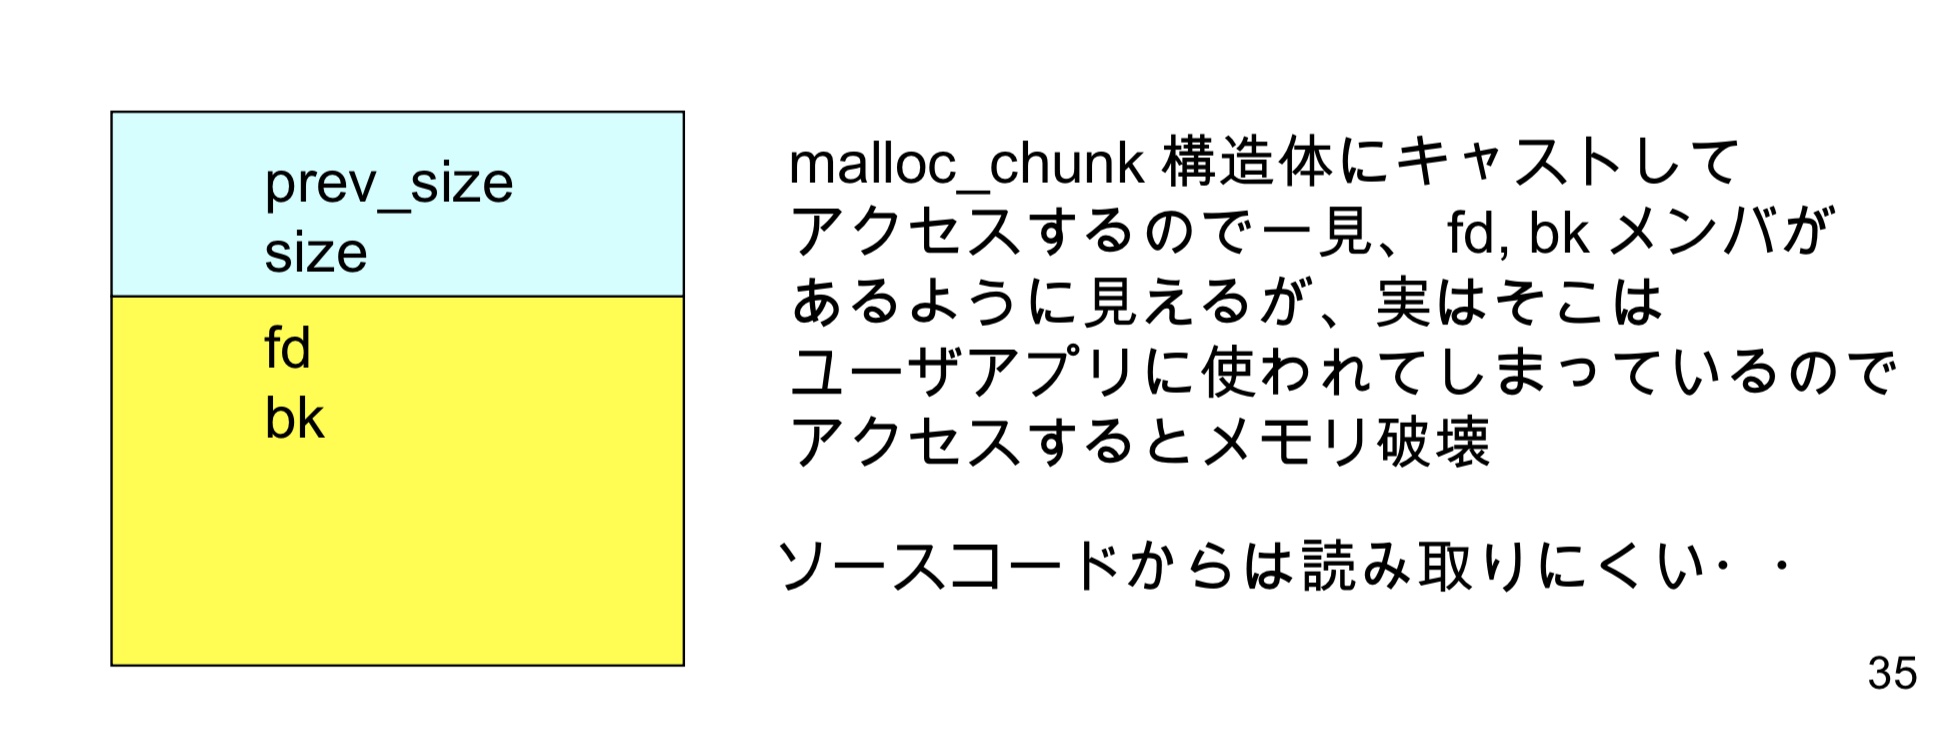 prev_size
size
fd
bk
malloc_chunk 構造体にキャストして
アクセスするので一見、 fd, bk メンバが
あるように見えるが、実はそこは
ユーザアプリに使われてしまっているので
アクセスするとメモリ破壊
ソースコードからは読み取りにくい・・
35